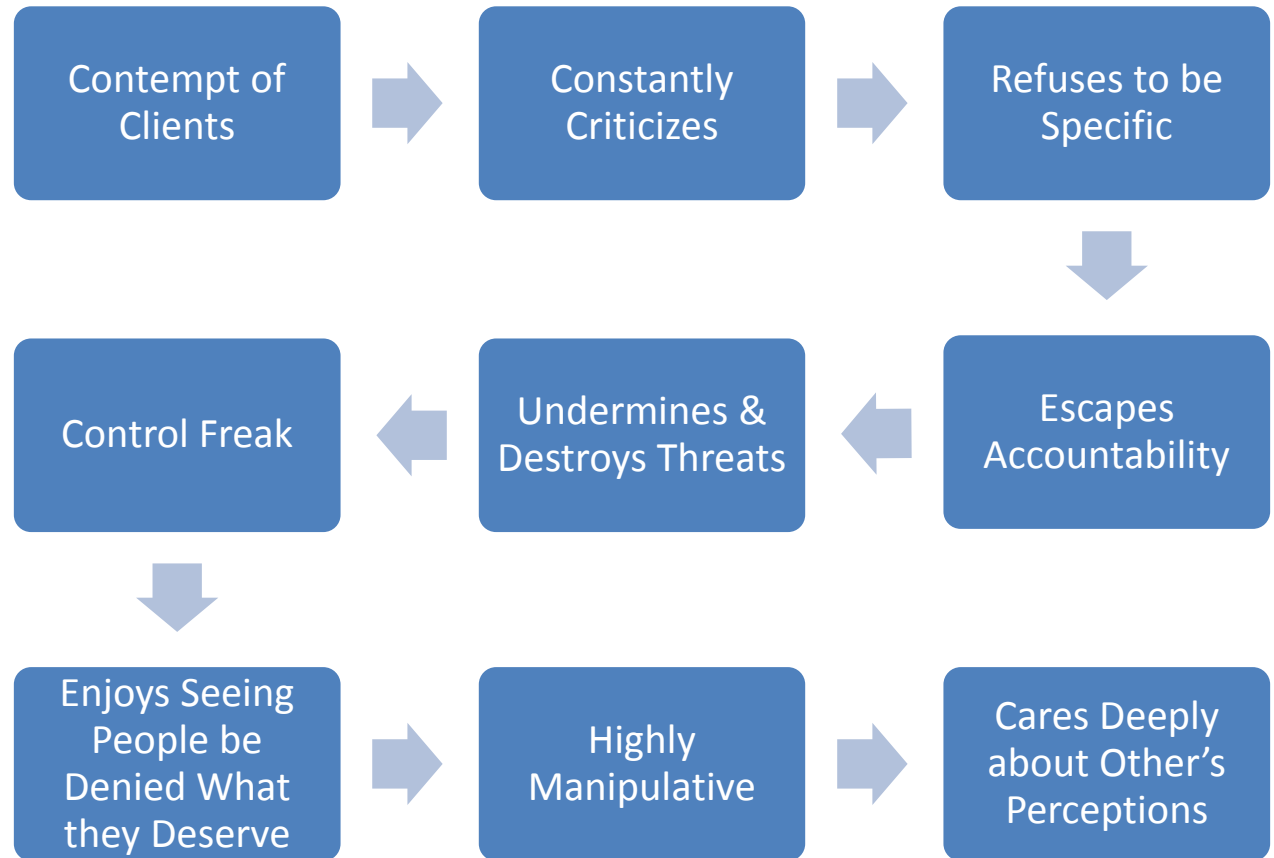 Contempt of
Clients
Constantly
Criticizes
Refuses to be
Specific
Escapes
Accountability
Undermines &
Destroys Threats
Control Freak
Enjoys Seeing
People be
Denied What
they Deserve
Highly
Manipulative
Cares Deeply
about Other’s
Perceptions